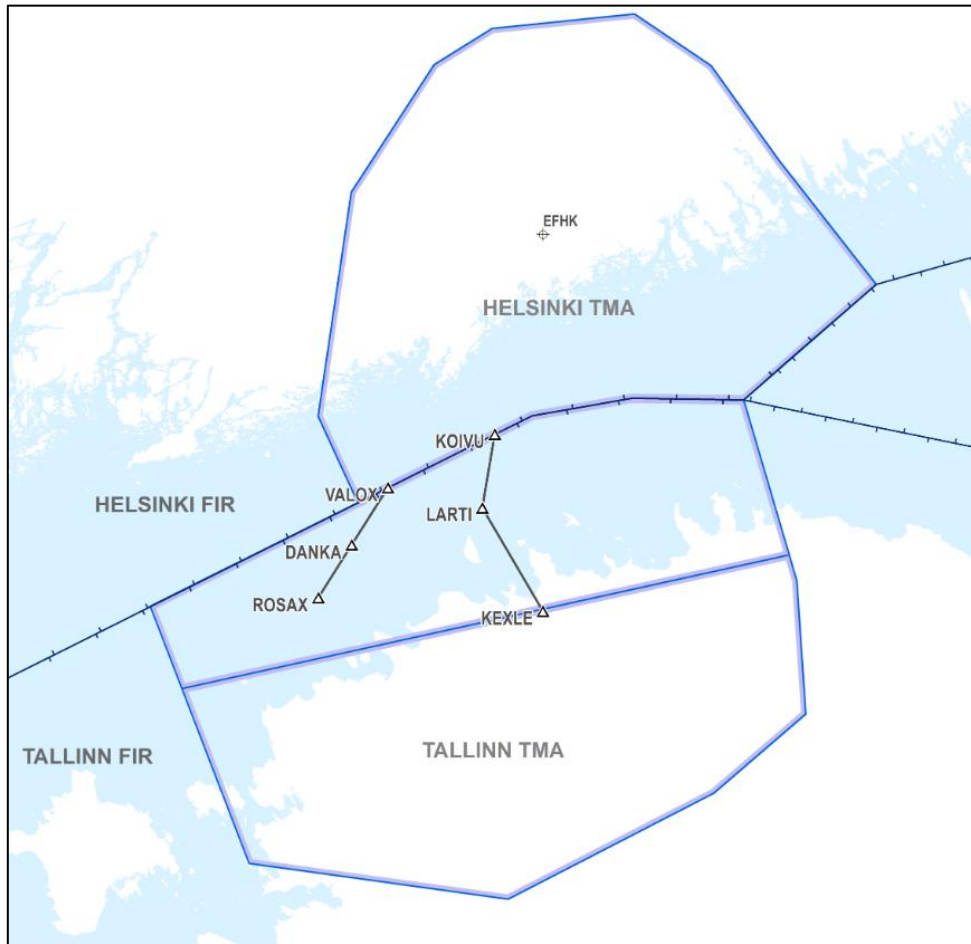 EFHK
HELSINKI TMA
KOIVU
VALOX
HELSINKI FIR
LARTI
DANKA
ROSAX
KEXLE
TALLINN TMA
TALLINN FIR